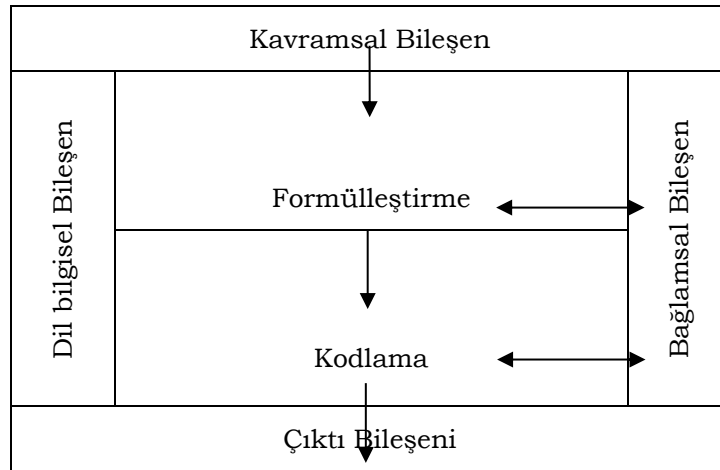 Kavramsal Bileşen
Dil bilgisel Bileşen
Formülleştirme
Bağlamsal Bileşen
Kodlama
Çıktı Bileşeni